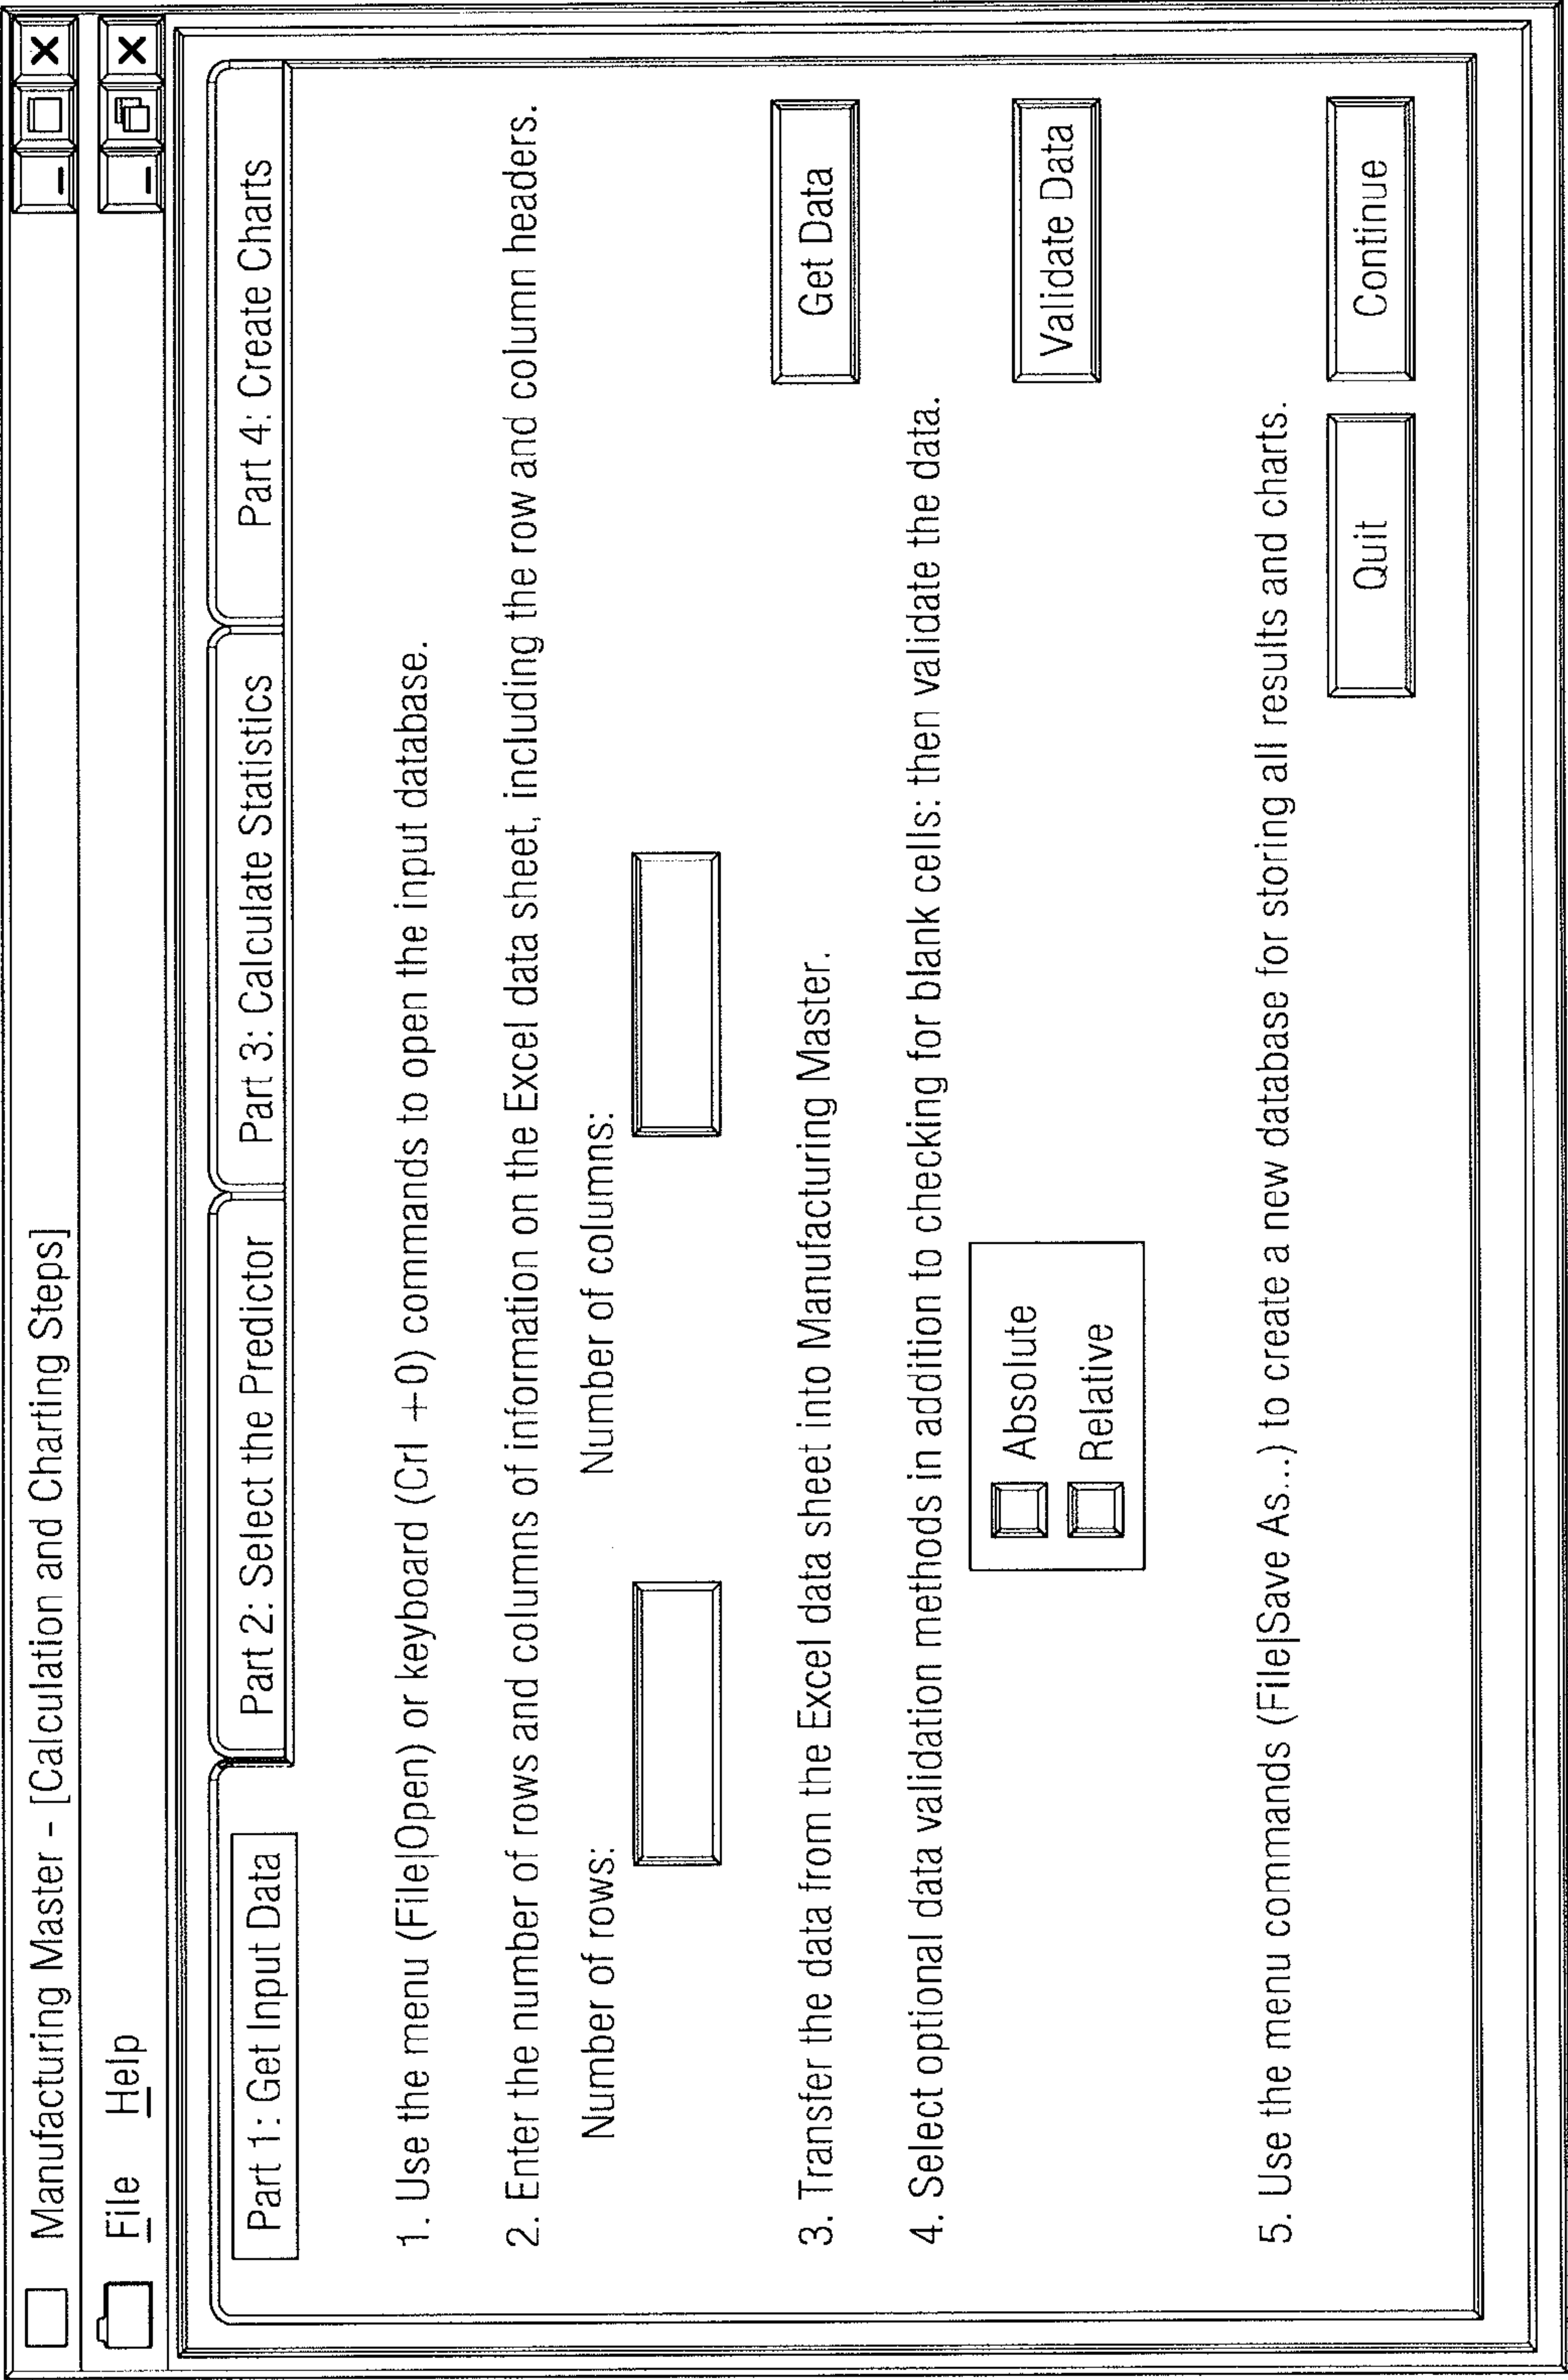 Manufacturing Master - [Calculation and Charting Steps]
File Help
Part 1: Get Input Data Part 2: Select the Predictor Part 3: Calculate Statistics Part 4: Create Charts
1. Use the menu (File|Open) or keyboard (Crl +0) commands to open the input database.
2. Enter the number of rows and columns of information on the Excel data sheet, including the row and column headers.
Number of rows: Number of columns:
3. Transfer the data from the Excel data sheet into Manufacturing Master.
Get Data
4. Select optional data validation methods in addition to checking for blank cells: then validate the data.
Absolute
Relative
Validate Data
5. Use the menu commands (File|Save As...) to create a new database for storing all results and charts.
Quit Continue